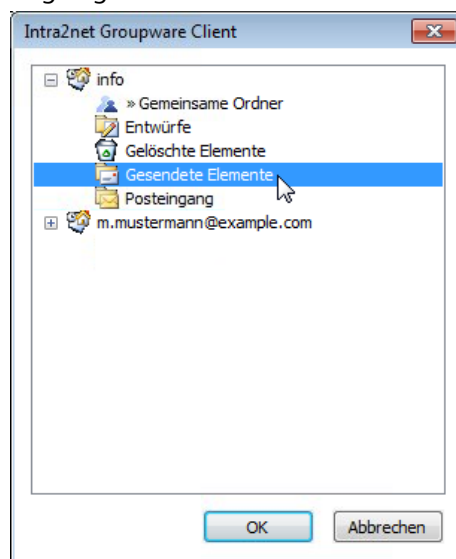 Intra2net Groupware Client
info
» Gemeinsame Ordner
Entwürfe
Gelöschte Elemente
Gesendete Elemente
Posteingang
m.mustermann@example.com
OK Abbrechen